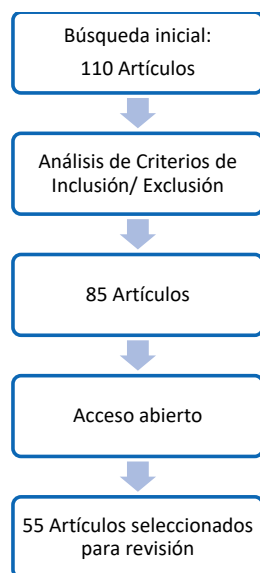 Búsqueda inicial:
110 Artículos
Análisis de Criterios de
Inclusión/ Exclusión
85 Artículos
Acceso abierto
55 Artículos seleccionados
para revisión